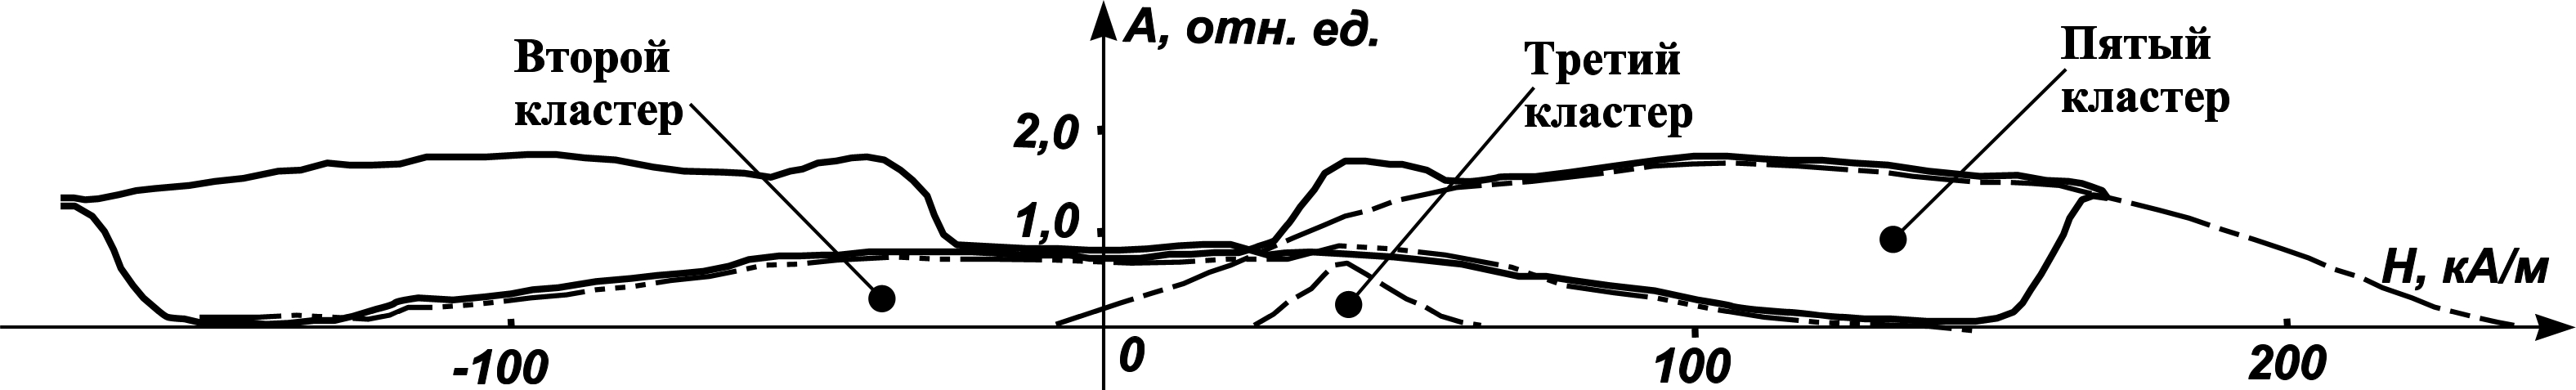 A, отн. ед.
Второй
кластер
Третий
кластер
Пятый
кластер
2,0
1,0
H, кА/м
-100
0
100
200